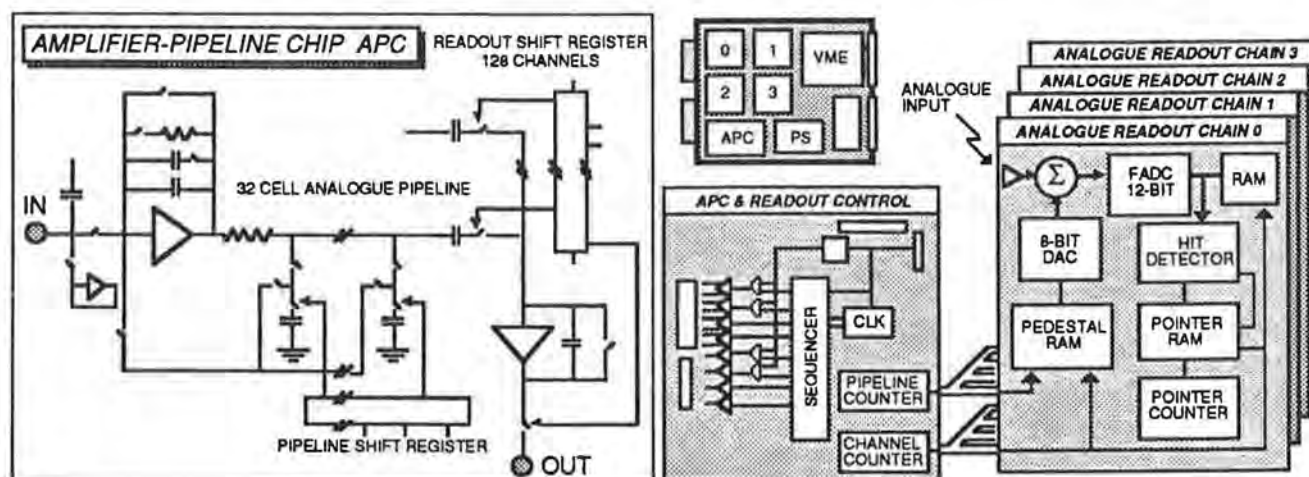 AMPLIFIER-PIPELINE CHIP APC
READOUT SHIFT REGISTER
128 CHANNELS
32 CELL ANALOGUE PIPELINE
IN
PIPELINE SHIFT REGISTER
OUT
0
1
VME
2
3
APC
PS
APC & READOUT CONTROL
SEQUENCER
CLK
PIPELINE
COUNTER
CHANNEL
COUNTER
ANALOGUE
INPUT
ANALOGUE READOUT CHAIN 3
ANALOGUE READOUT CHAIN 2
ANALOGUE READOUT CHAIN 1
ANALOGUE READOUT CHAIN 0
Σ
FADC
12-BIT
RAM
8-BIT
DAC
HIT
DETECTOR
PEDESTAL
RAM
POINTER
RAM
POINTER
COUNTER